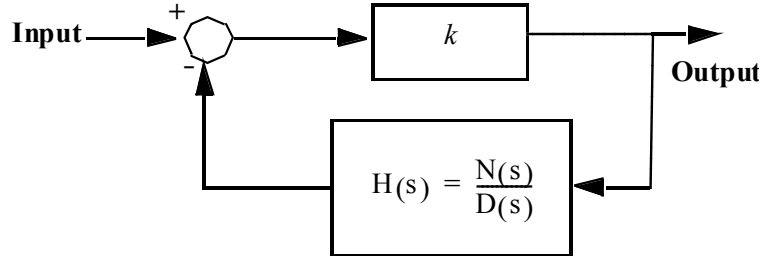 +
Input
k
-
Output
H(s) = N(s)/D(s)